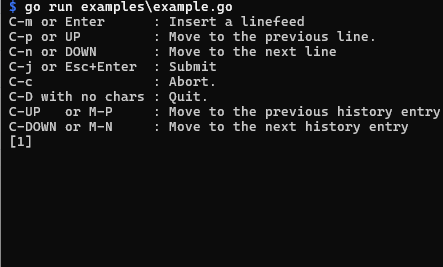 $ go run examples\example.go
C-m or Enter      : Insert a linefeed
C-p or UP         : Move to the previous line.
C-n or DOWN       : Move to the next line
C-j or Esc+Enter  : Submit
C-c               : Abort.
C-D with no chars : Quit.
C-UP   or M-P     : Move to the previous history entry
C-DOWN or M-N     : Move to the next history entry
[1]